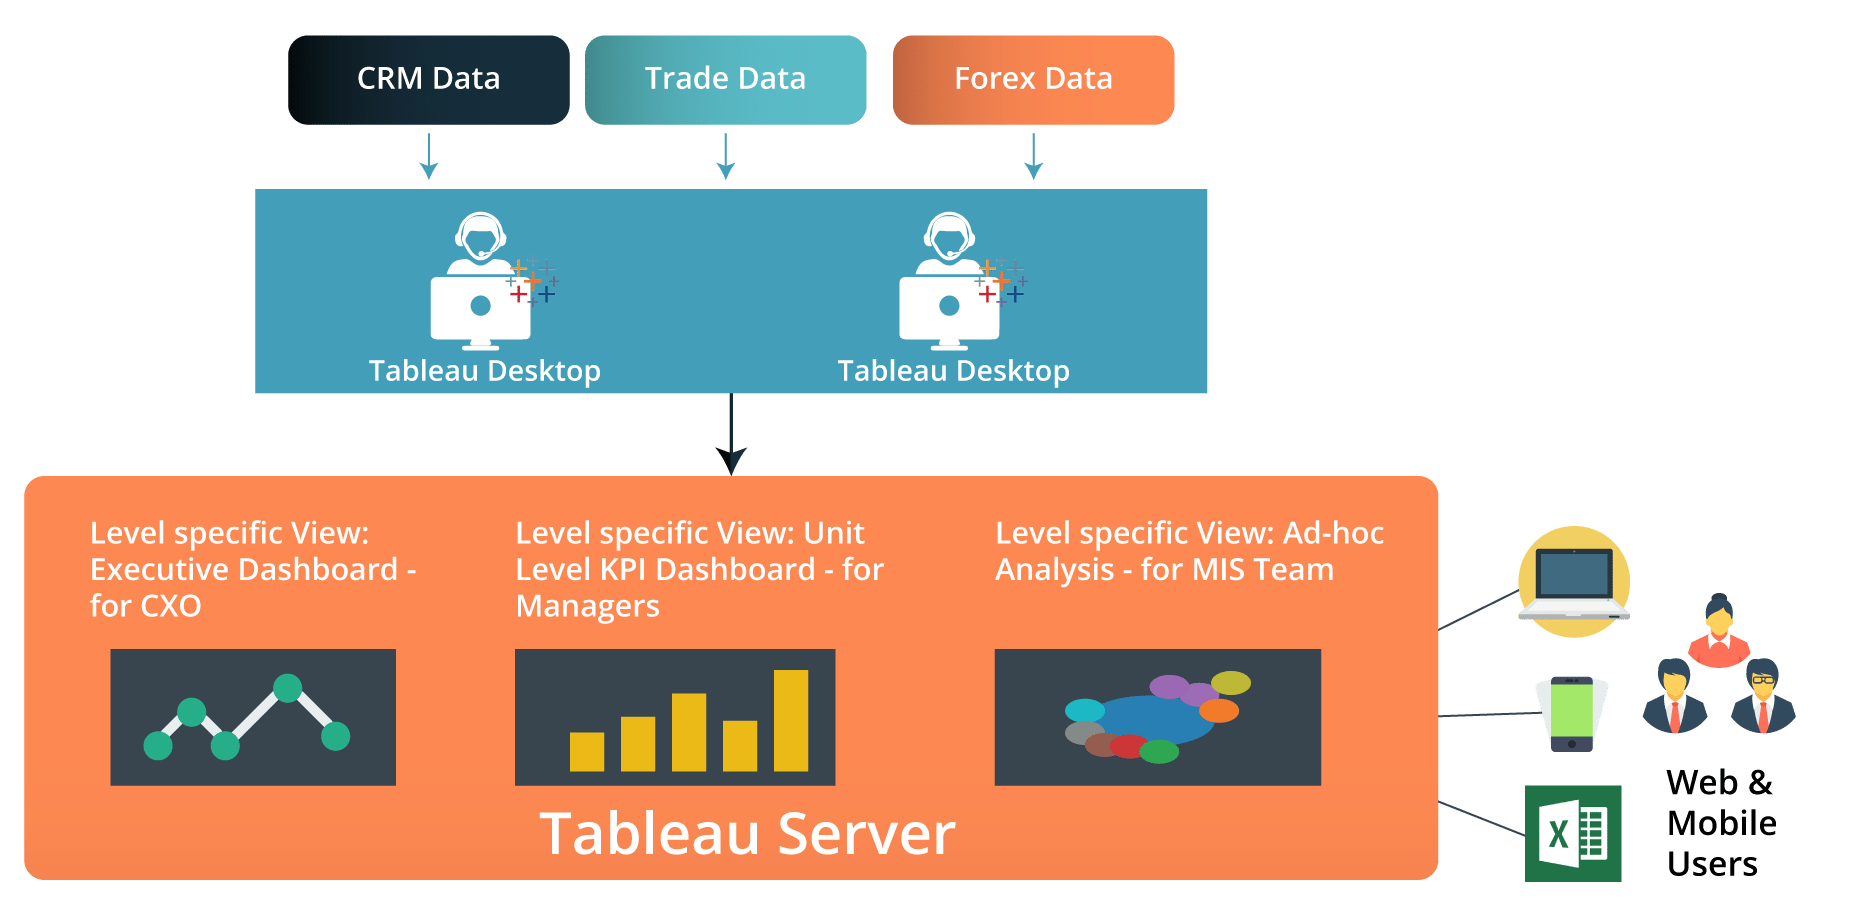 CRM Data
Trade Data
Forex Data
Tableau Desktop
Tableau Desktop
Level specific View:
Executive Dashboard -
for CXO
Level specific View: Unit
Level KPI Dashboard - for
Managers
Level specific View: Ad-hoc
Analysis - for MIS Team
Tableau Server
X
Web &
Mobile
Users